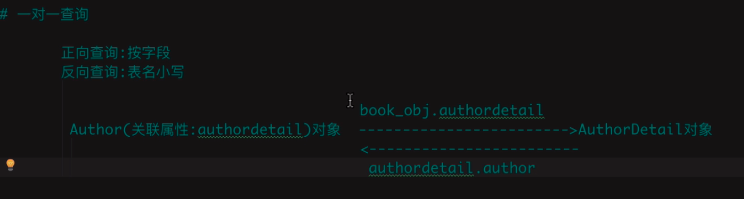 # 一对一查询
正向查询:按字段
反向查询:表名小写
book_obj.authordetail
Author(关联属性:authordetail)对象 ------------------------>AuthorDetail对象
<------------------------
authordetail.author